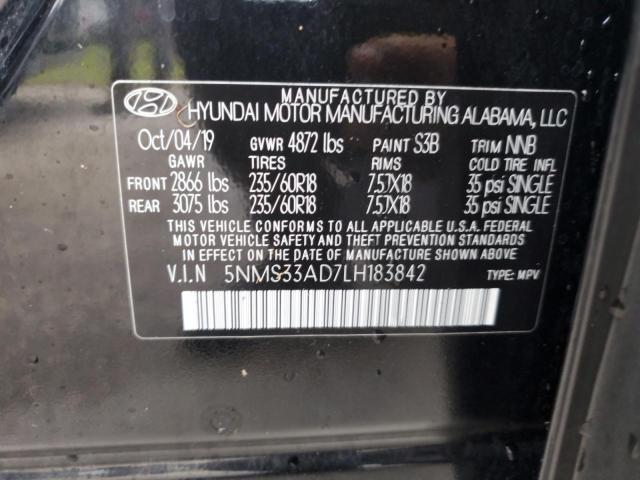 MANUFACTURED BY
HYUNDAI MOTOR MANUFACTURING ALABAMA, LLC
Oct/04/19 GVWR 4872 lbs PAINT S3B TRIM NNB
GAWR TIRES RIMS COLD TIRE INFL
FRONT 2866 lbs 235/60R18 7.5JX18 35 psi SINGLE
REAR 3075 lbs 235/60R18 7.5JX18 35 psi SINGLE
THIS VEHICLE CONFORMS TO ALL APPLICABLE U.S.A. FEDERAL
MOTOR VEHICLE SAFETY AND THEFT PREVENTION STANDARDS
IN EFFECT ON THE DATE OF MANUFACTURE SHOWN ABOVE.
V.I.N 5NMS33AD7LH183842 TYPE: MPV